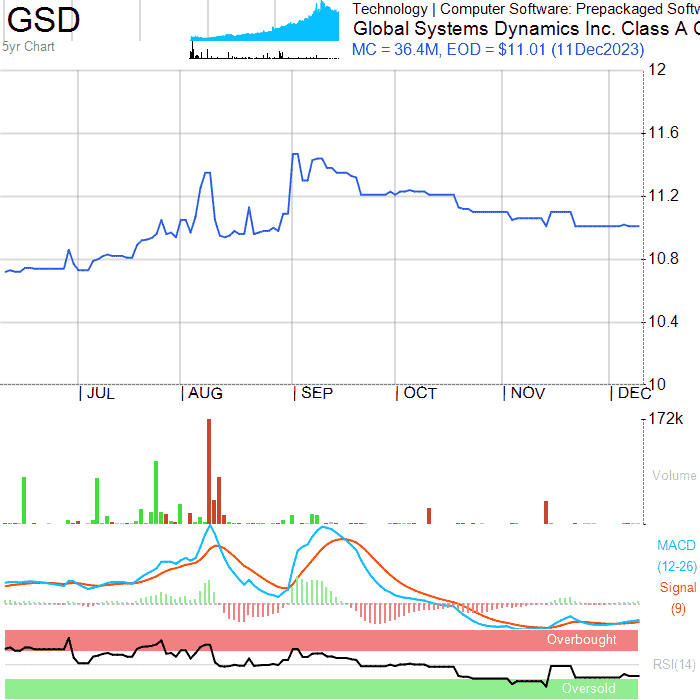 GSD
5yr Chart
Technology | Computer Software: Prepackaged Softw
Global Systems Dynamics Inc. Class A C
MC = 36.4M, EOD = $11.01 (11Dec2023)
12
11.6
11.2
10.8
10.4
10
JUL AUG SEP OCT NOV DEC
172k
Volume
MACD
(12-26)
Signal
(9)
Overbought
RSI(14)
Oversold